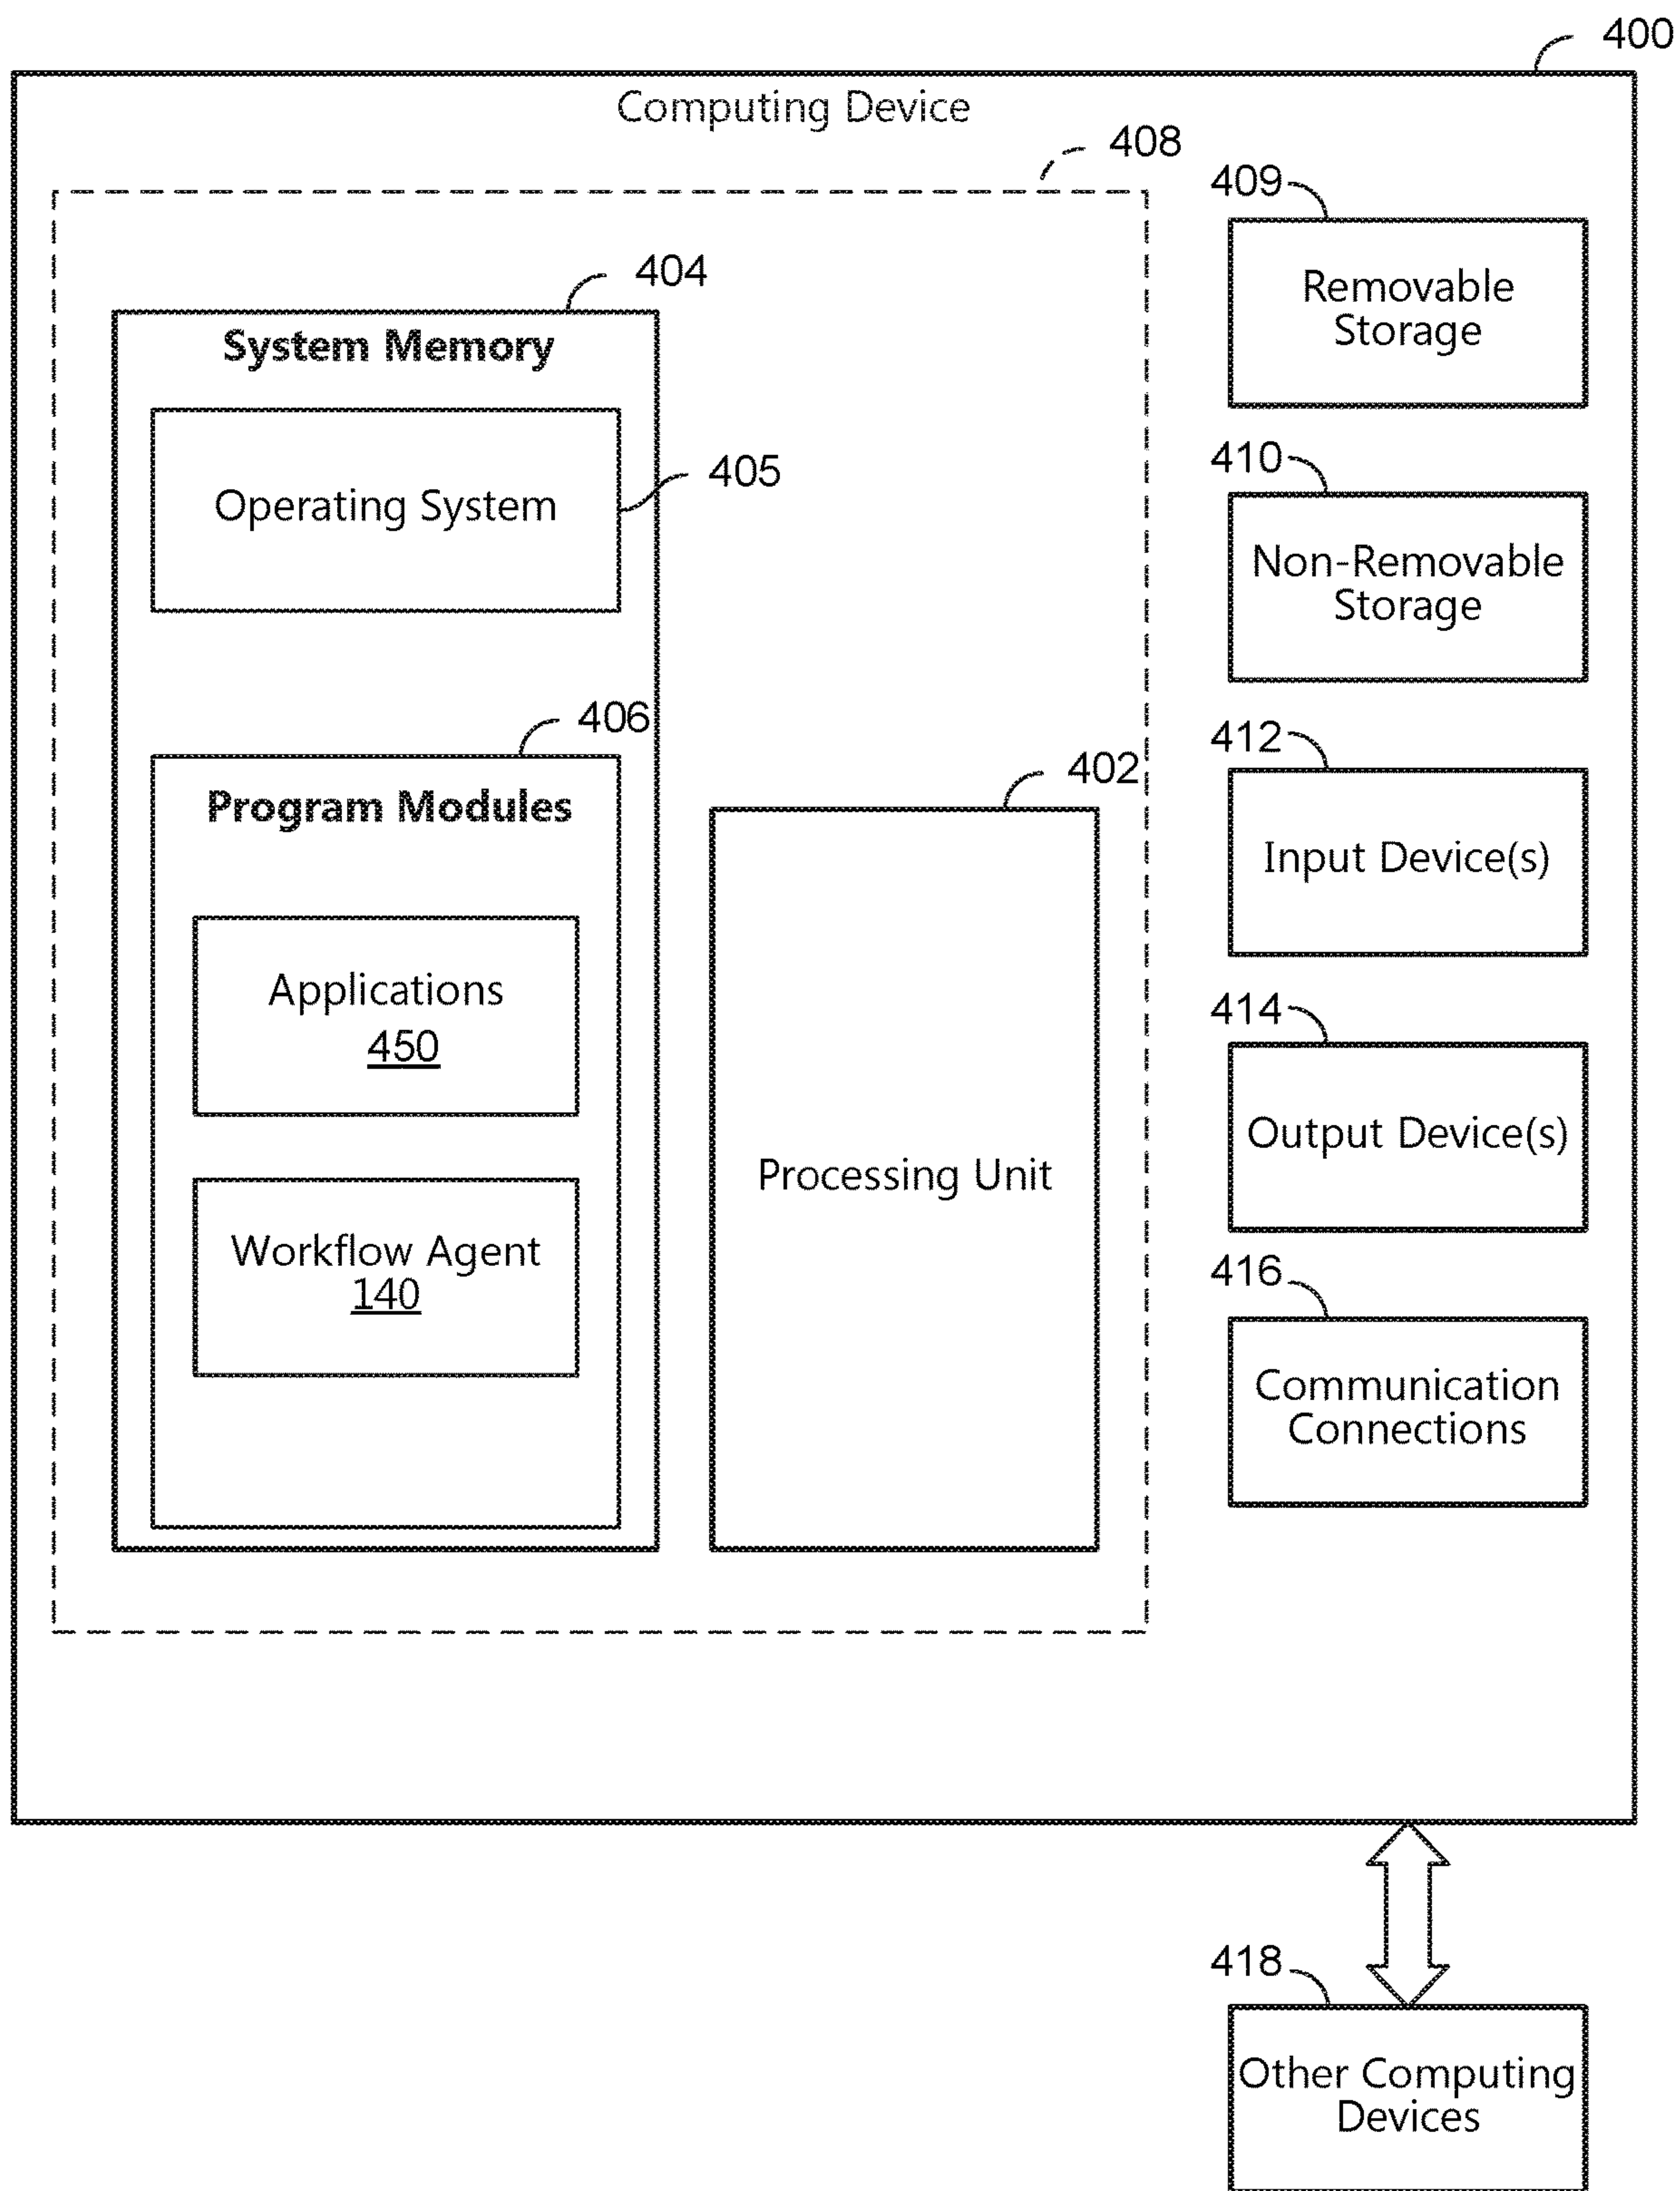 400
Computing Device
408
409
Removable
Storage
404
System Memory
Operating System
405
410
Non-Removable
Storage
406
Program Modules
402
412
Input Device(s)
Applications
450
414
Output Device(s)
Processing Unit
Workflow Agent
140
416
Communication
Connections
418
Other Computing
Devices